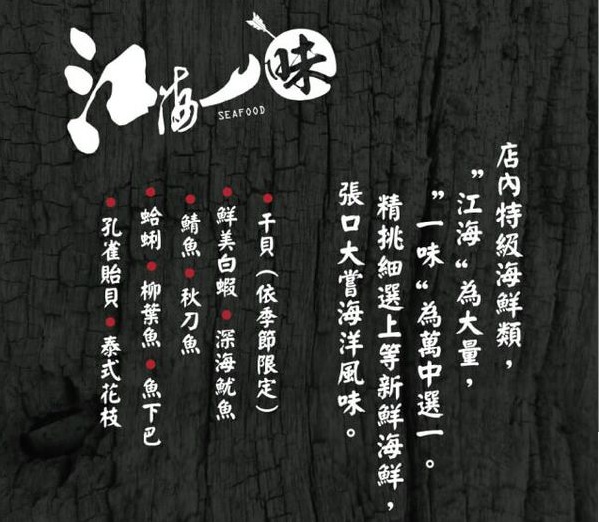 江海一味
SEAFOOD
店內特級海鮮類，
”江海“為大量，
”一味“為萬中選一。
精挑細選上等新鮮海鮮，
張口大嘗海洋風味。
●干貝（依季節限定）
●鮮美白蝦●深海魷魚
●鯖魚●秋刀魚
●蛤蜊●柳葉魚●魚下巴
●孔雀貽貝●泰式花枝